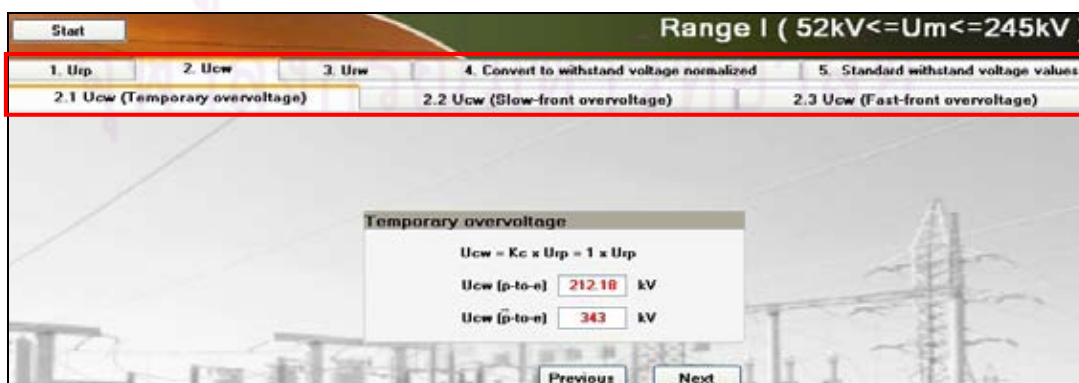 Start
Range I ( 52kV<=Um<=245kV )
1. Urp
2. Ucw
3. Urw
4. Convert to withstand voltage normalized
5. Standard withstand voltage values
2.1 Ucw (Temporary overvoltage)
2.2 Ucw (Slow-front overvoltage)
2.3 Ucw (Fast-front overvoltage)
Temporary overvoltage
Ucw = Kc x Urp = 1 x Urp
Ucw (p-to-e) 212.18 kV
Ucw (p-to-e) 343 kV
Previous
Next